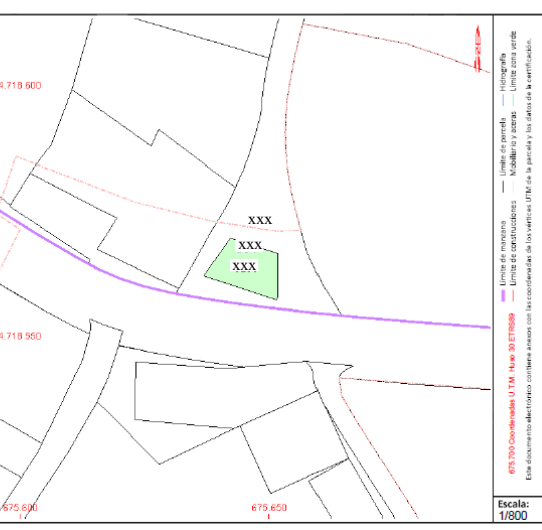 4.718.600
xxx
xxx
xxx
4.718.550
675.600
675.650
Límite de manzana
Límite de parcela
Hidrografía
Límite de construcciones
Mobiliario y aceras
Límite zona verde
675.700 Coordenadas U.T.M. Huso 30 ETRS89
Este documento electrónico contiene anexos con las coordenadas de los vértices UTM de la parcela y los datos de la certificación.
Escala:
1/800